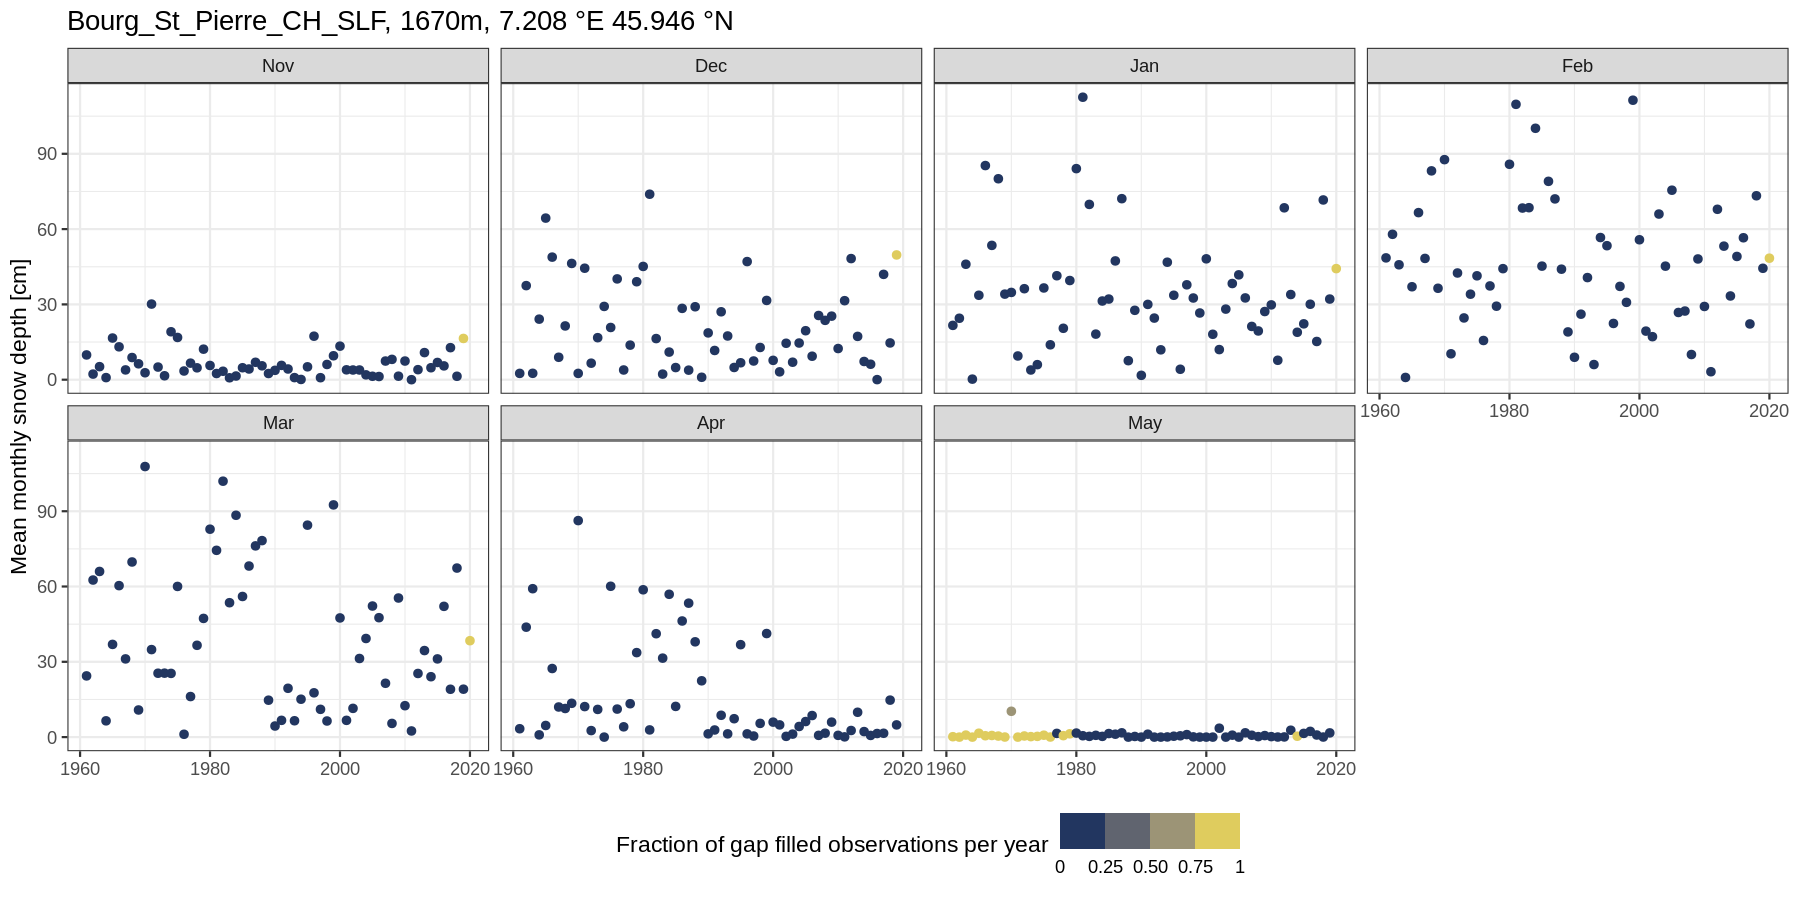 Bourg_St_Pierre_CH_SLF, 1670m, 7.208 °E 45.946 °N
Nov Dec Jan Feb
90
60
30
0
1960 1980 2000 2020
Mar Apr May
90
60
30
0
1960 1980 2000 2020 1960 1980 2000 2020 1960 1980 2000 2020
Mean monthly snow depth [cm]
Fraction of gap filled observations per year
0 0.25 0.50 0.75 1